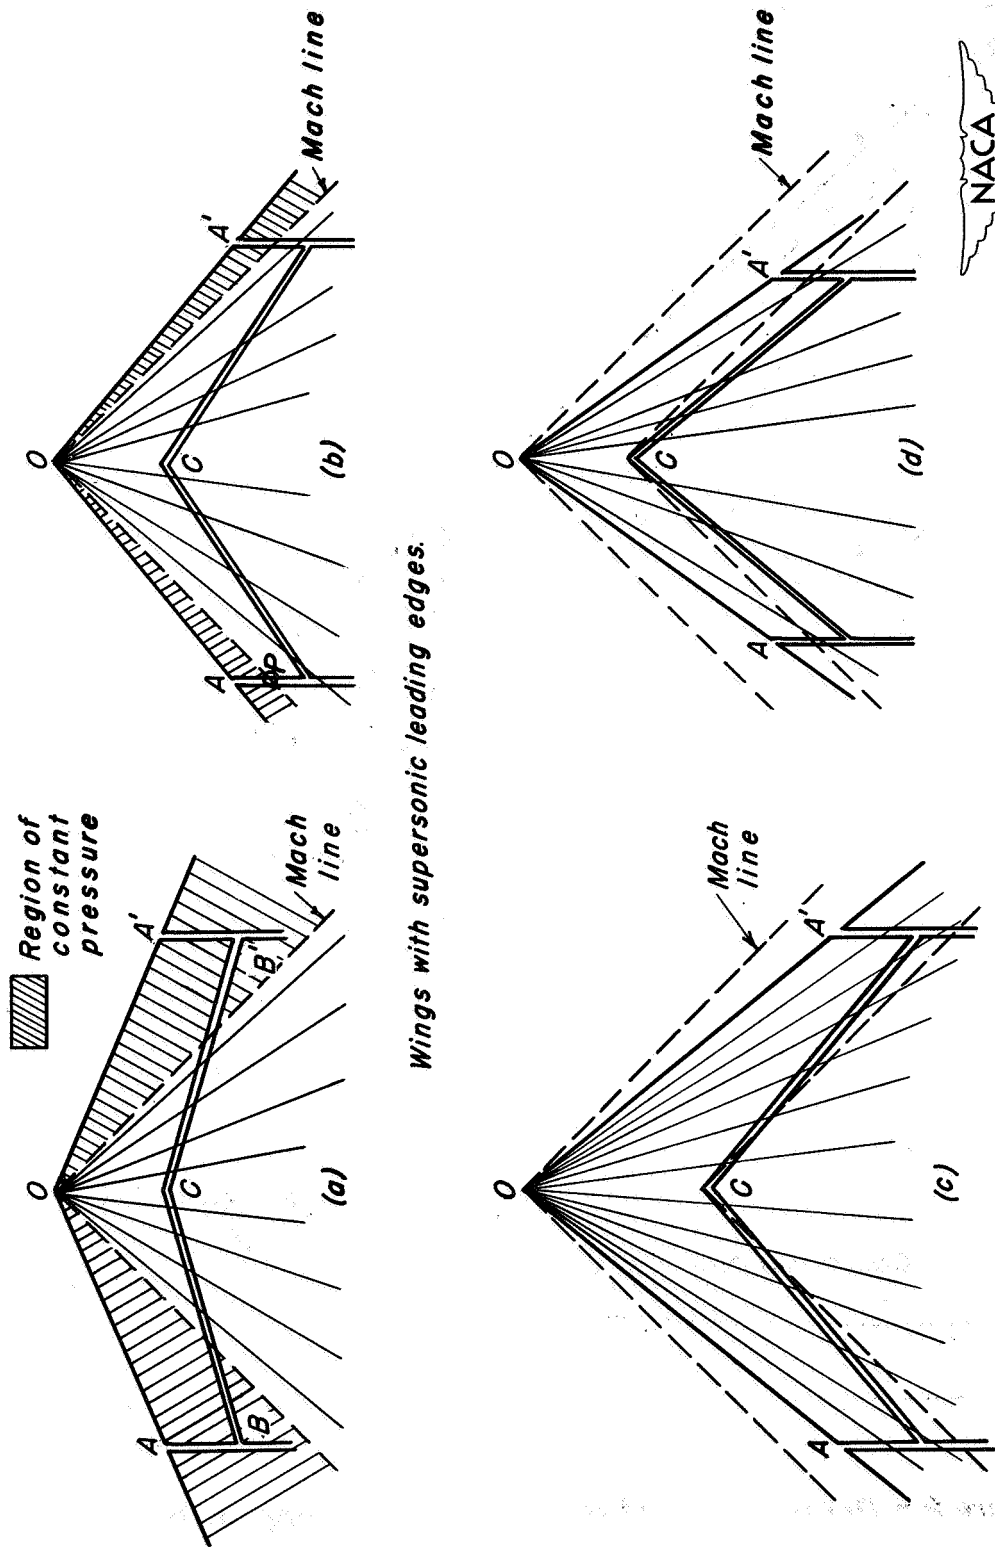 Region of
constant
pressure
O
A
A'
B
B'
C
Mach
line
(a)
O
A
A'
P
C
Mach line
(b)
Wings with supersonic leading edges.
O
A
A'
C
Mach
line
(c)
O
A
A'
C
Mach line
(d)
NACA